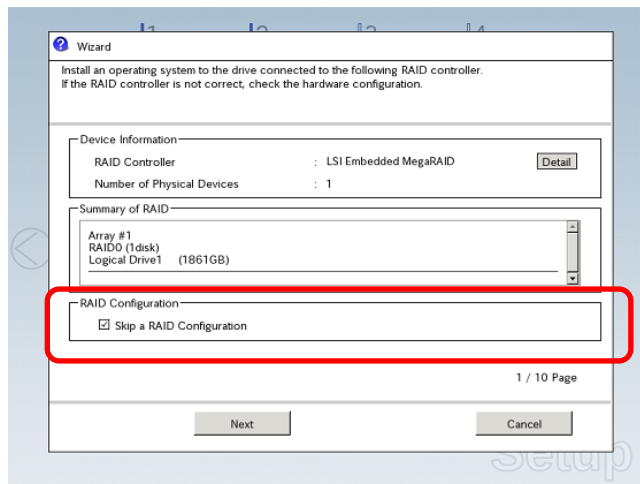 Wizard
Install an operating system to the drive connected to the following RAID controller.
If the RAID controller is not correct, check the hardware configuration.
Device Information
RAID Controller : LSI Embedded MegaRAID Detail
Number of Physical Devices : 1
Summary of RAID
Array #1
RAID0 (1disk)
Logical Drive1 (1861GB)
RAID Configuration
Skip a RAID Configuration
1 / 10 Page
Next Cancel
Setup